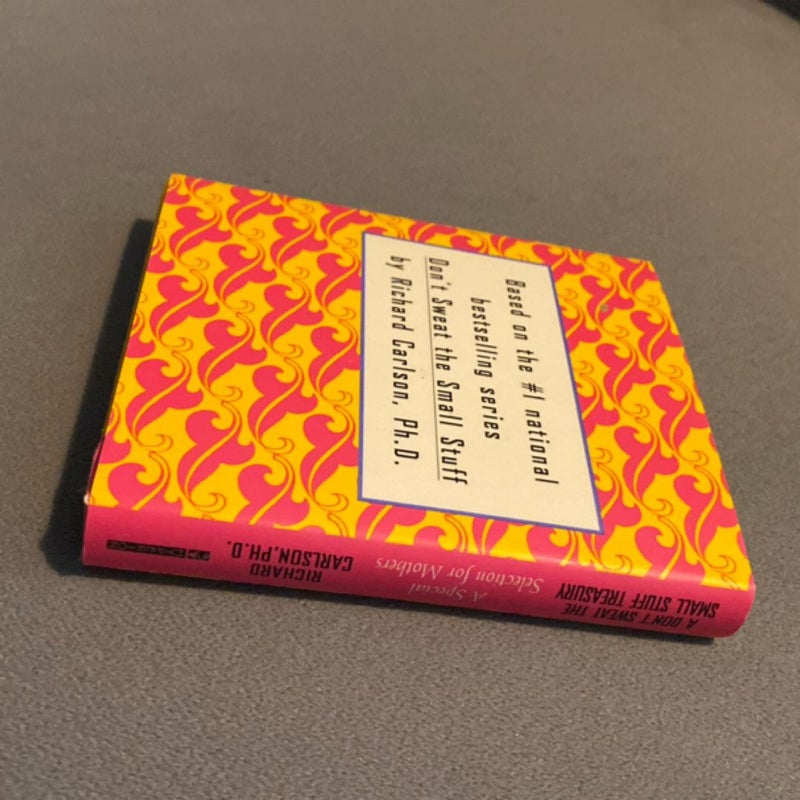 Based on the #1 national
bestselling series
Don't Sweat the Small Stuff
by Richard Carlson, Ph.D.
A DON'T SWEAT THE
SMALL STUFF TREASURY
A Special
Selection for Mothers
RICHARD
CARLSON, PH.D.